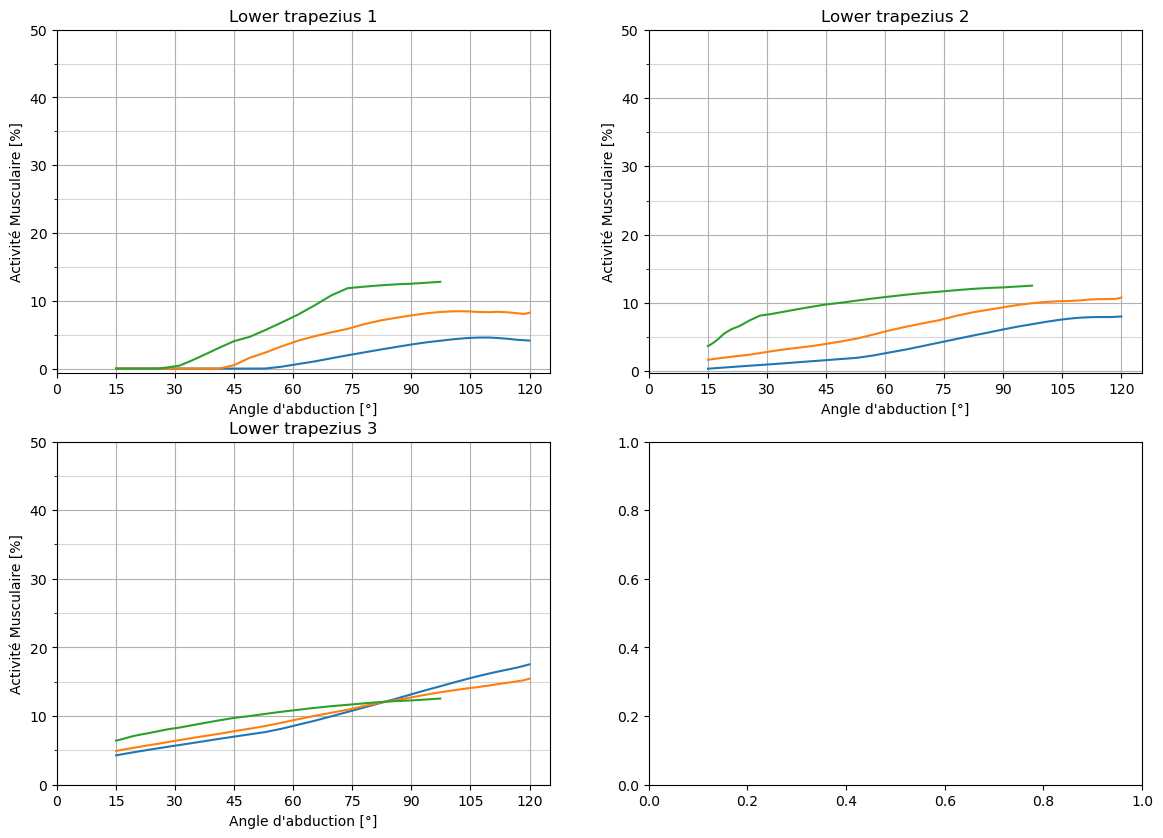 Lower trapezius 1
50
40
30
20
10
0
Activité Musculaire [%]
0 15 30 45 60 75 90 105 120
Angle d'abduction [°]
Lower trapezius 2
50
40
30
20
10
0
Activité Musculaire [%]
0 15 30 45 60 75 90 105 120
Angle d'abduction [°]
Lower trapezius 3
50
40
30
20
10
0
Activité Musculaire [%]
0 15 30 45 60 75 90 105 120
Angle d'abduction [°]
1.0
0.8
0.6
0.4
0.2
0.0
0.0 0.2 0.4 0.6 0.8 1.0